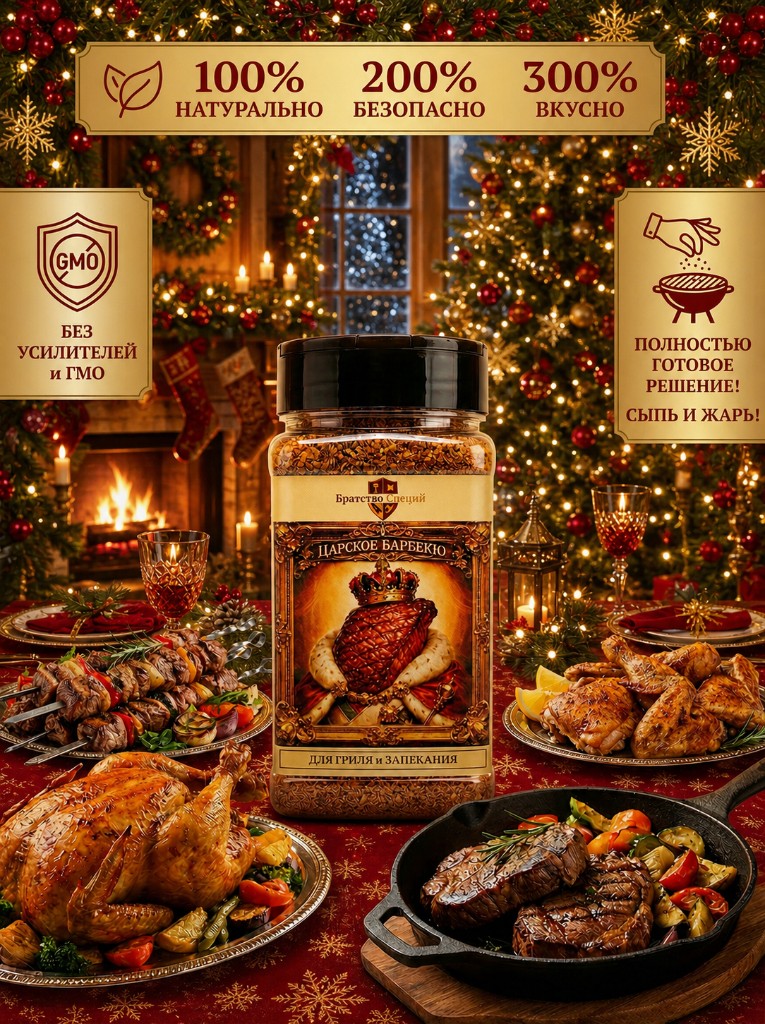 100%
НАТУРАЛЬНО
200%
БЕЗОПАСНО
300%
ВКУСНО
GMO
БЕЗ
УСИЛИТЕЛЕЙ
и ГМО
ПОЛНОСТЬЮ
ГОТОВОЕ
РЕШЕНИЕ!
СЫПЬ И ЖАРЬ!
Братство Специй
ЦАРСКОЕ БАРБЕКЮ
ДЛЯ ГРИЛЯ и ЗАПЕКАНИЯ